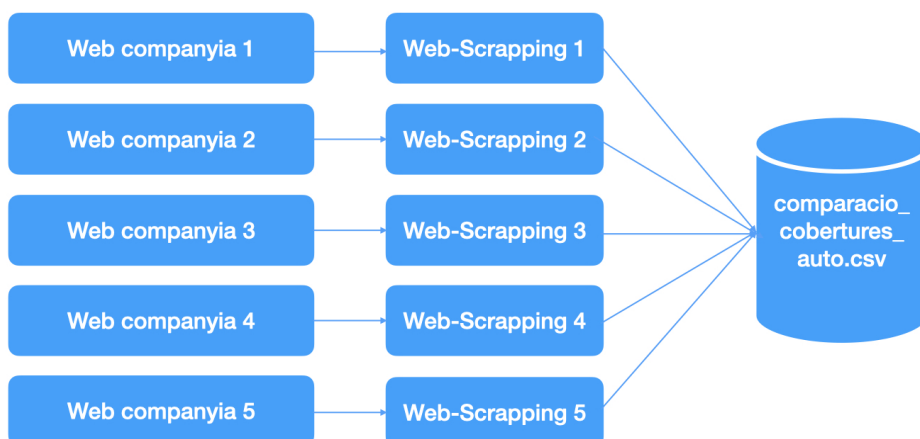 Web companyia 1
Web-Scrapping 1
Web companyia 2
Web-Scrapping 2
Web companyia 3
Web-Scrapping 3
Web companyia 4
Web-Scrapping 4
Web companyia 5
Web-Scrapping 5
comparacio_
cobertures_
auto.csv